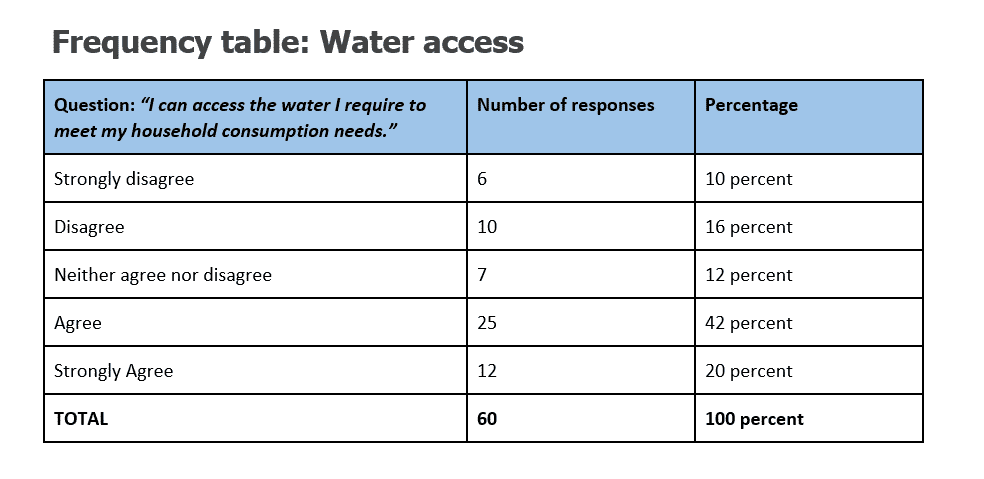 Frequency table: Water access
Question: “I can access the water I require to
meet my household consumption needs.”
Number of responses
Percentage
Strongly disagree
6
10 percent
Disagree
10
16 percent
Neither agree nor disagree
7
12 percent
Agree
25
42 percent
Strongly Agree
12
20 percent
TOTAL
60
100 percent